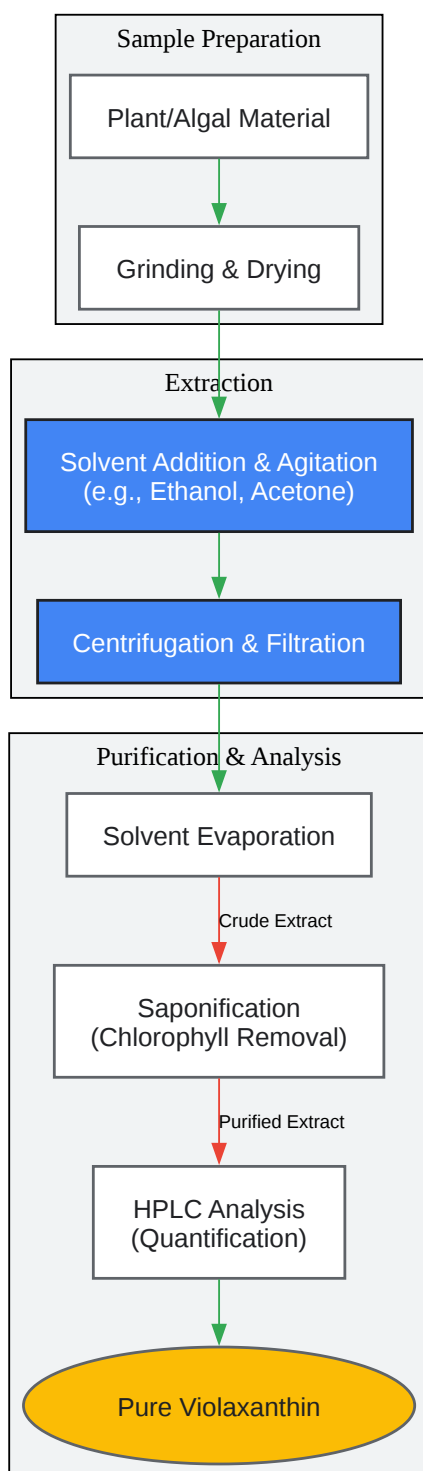 Sample Preparation
Plant/Algal Material
Grinding & Drying
Extraction
Solvent Addition & Agitation
(e.g., Ethanol, Acetone)
Centrifugation & Filtration
Purification & Analysis
Solvent Evaporation
Crude Extract
Saponification
(Chlorophyll Removal)
Purified Extract
HPLC Analysis
(Quantification)
Pure Violaxanthin